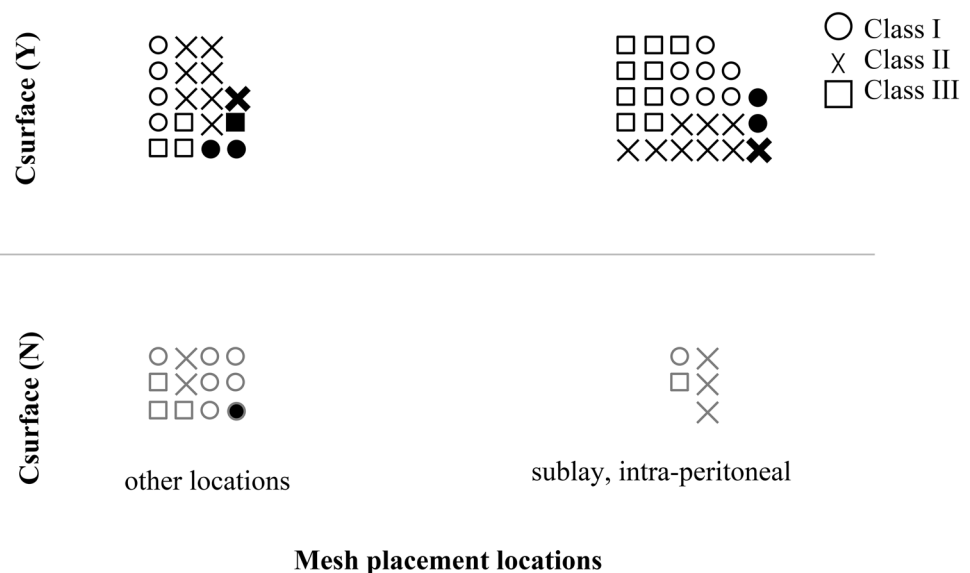 Class I
Class II
Class III
Csurface (Y)
Csurface (N)
other locations
sublay, intra-peritoneal
Mesh placement locations